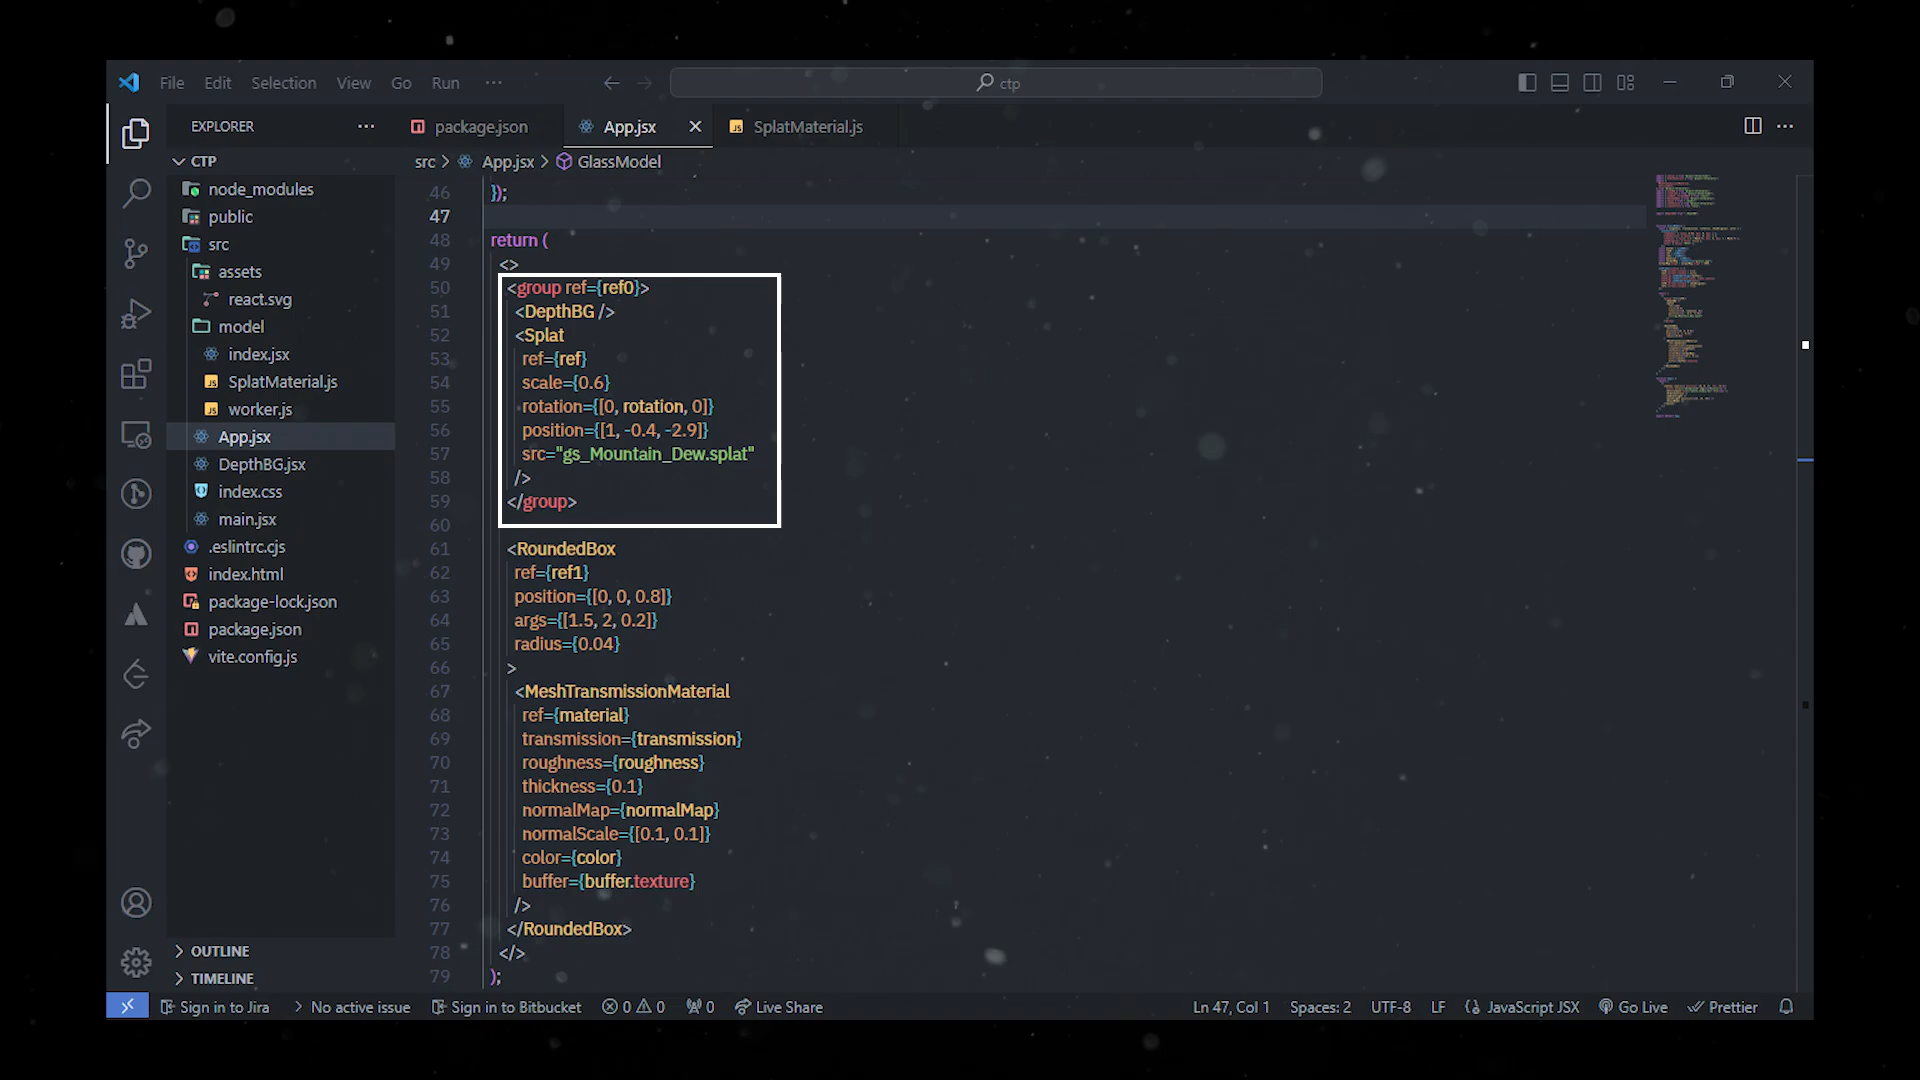 File Edit Selection View Go Run ··· ctp
EXPLORER ··· package.json App.jsx SplatMaterial.js ···
CTP
src > App.jsx > GlassModel
node_modules
public
src
assets
react.svg
model
index.jsx
SplatMaterial.js
worker.js
App.jsx
DepthBG.jsx
index.css
main.jsx
.eslintrc.cjs
index.html
package-lock.json
package.json
vite.config.js
OUTLINE
TIMELINE
46 });
47
48 return (
49 <>
50 <group ref={ref0}>
51 <DepthBG />
52 <Splat
53 ref={ref}
54 scale={0.6}
55 rotation={[0, rotation, 0]}
56 position={[1, -0.4, -2.9]}
57 src="gs_Mountain_Dew.splat"
58 />
59 </group>
60
61 <RoundedBox
62 ref={ref1}
63 position={[0, 0, 0.8]}
64 args={[1.5, 2, 0.2]}
65 radius={0.04}
66 >
67 <MeshTransmissionMaterial
68 ref={material}
69 transmission={transmission}
70 roughness={roughness}
71 thickness={0.1}
72 normalMap={normalMap}
73 normalScale={[0.1, 0.1]}
74 color={color}
75 buffer={buffer.texture}
76 />
77 </RoundedBox>
78 </>
79 );
Sign in to Jira > No active issue Sign in to Bitbucket 0 0 0 Live Share Ln 47, Col 1 Spaces: 2 UTF-8 LF JavaScript JSX Go Live Prettier